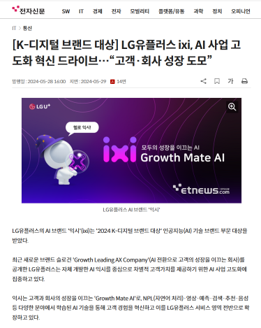 전자신문
SW IT 경제 전자 모빌리티 플랫폼/유통 과학 정치 오피니언
IT > 통신
[K-디지털 브랜드 대상] LG유플러스 ixi, AI 사업 고
도화 혁신 드라이브…“고객·회사 성장 도모”
발행일 : 2024-05-28 16:00 지면 : 2024-05-29 14면
LG U+
헬로 익시!
ixi
모두의 성장을 이끄는 AI
Growth Mate AI
etnews.com
LG유플러스 AI 브랜드 '익시'
LG유플러스의 AI 브랜드 '익시'(ixi)는 '2024 K-디지털 브랜드 대상' 인공지능(AI) 기술 브랜드 부문 대상을
받았다.
최근 새로운 브랜드 슬로건 'Growth Leading AX Company'(AI 전환으로 고객의 성장을 이끄는 회사)를
공개한 LG유플러스는 자체 개발한 AI 익시를 중심으로 차별적 고객가치를 제공하기 위한 AI 사업 고도화에
집중하고 있다.
익시는 고객과 회사의 성장을 이끄는 'Growth Mate AI'로, NPL(자연어 처리)·영상·예측·검색·추천·음성
등 다양한 분야에서 학습된 AI 기술을 통해 고객 경험을 혁신하고 이를 LG유플러스 서비스 영역 전반으로 확
장하고 있다.